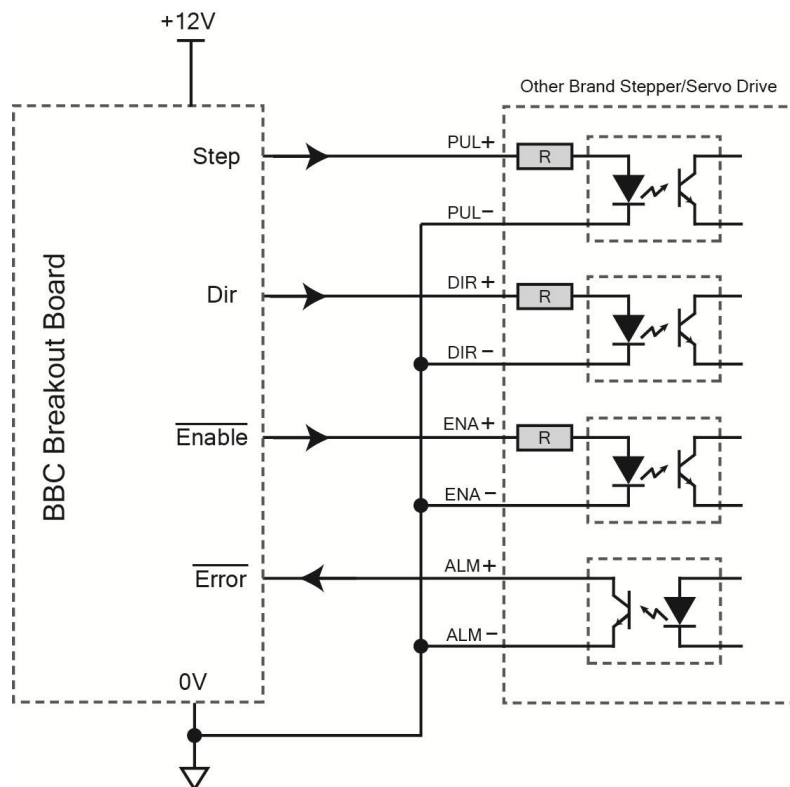 +12V
Other Brand Stepper/Servo Drive
BBC Breakout Board
Step
PUL+
R
PUL−
Dir
DIR+
R
DIR−
Enable
ENA+
R
ENA−
Error
ALM+
ALM−
0V